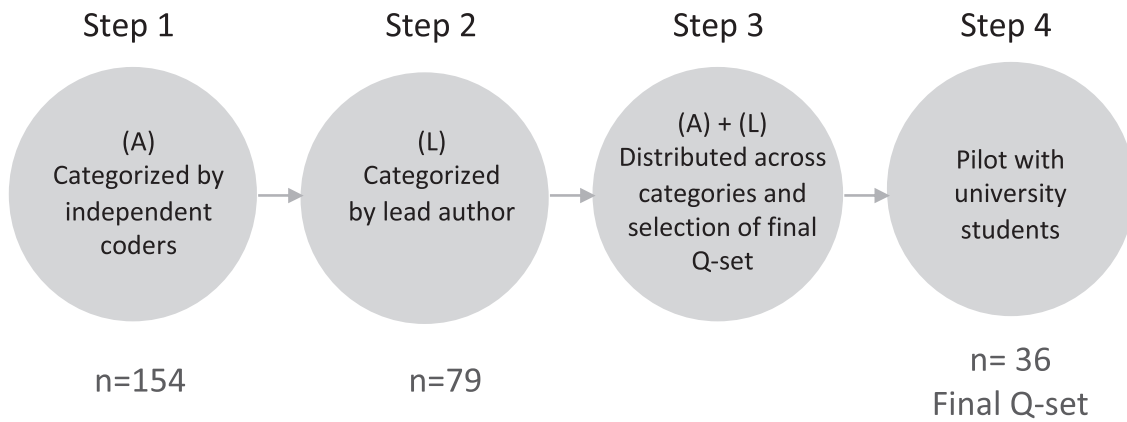 Step 1
Step 2
Step 3
Step 4
(A)
Categorized by
independent
coders
(L)
Categorized
by lead author
(A) + (L)
Distributed across
categories and
selection of final
Q-set
Pilot with
university
students
n=154
n=79
n= 36
Final Q-set